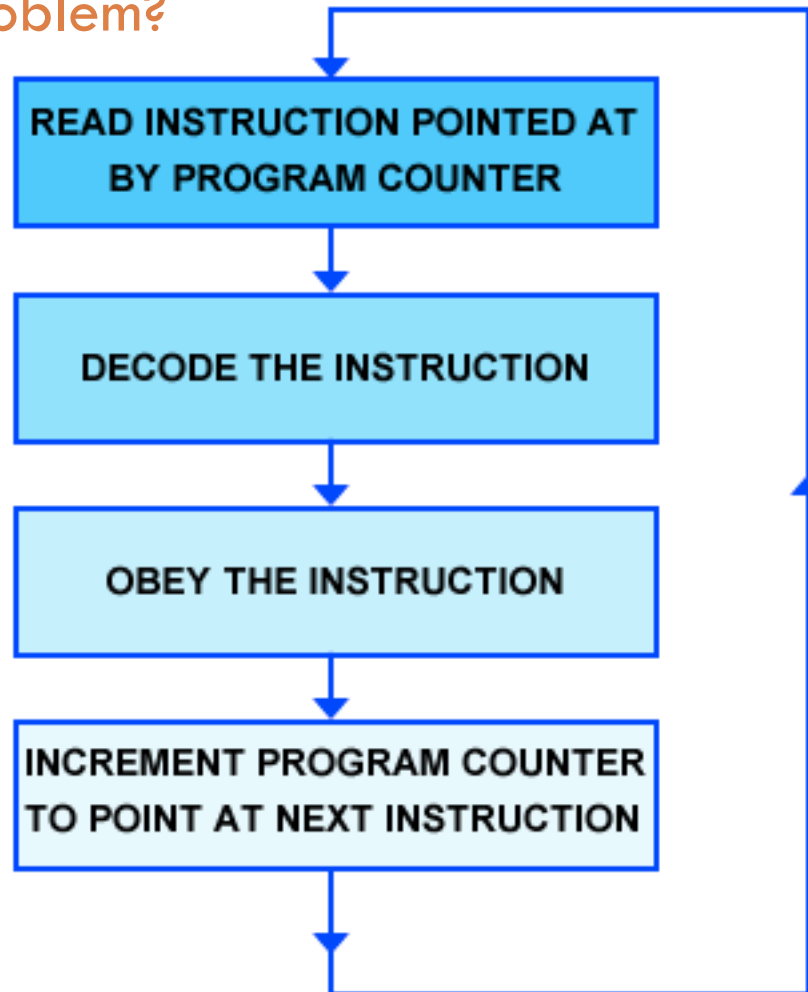 oblem?
READ INSTRUCTION POINTED AT
BY PROGRAM COUNTER
DECODE THE INSTRUCTION
OBEY THE INSTRUCTION
INCREMENT PROGRAM COUNTER
TO POINT AT NEXT INSTRUCTION